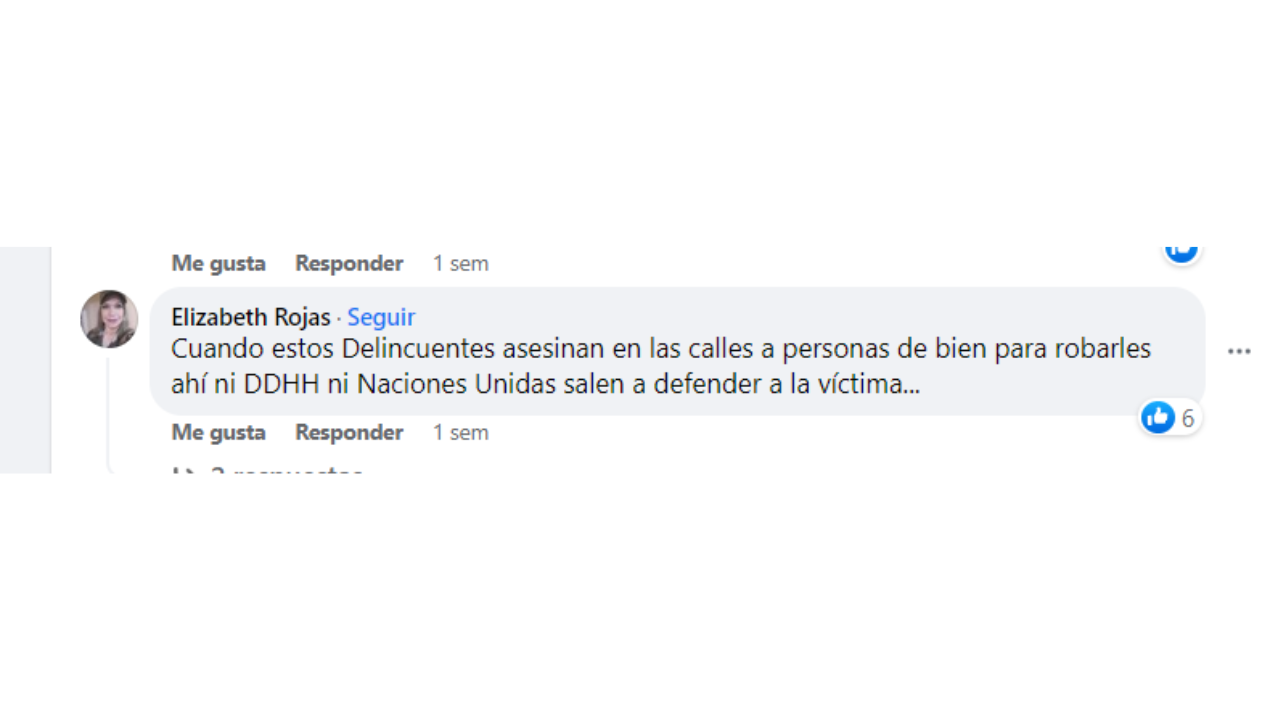 Me gusta Responder 1 sem
Elizabeth Rojas · Seguir
Cuando estos Delincuentes asesinan en las calles a personas de bien para robarles
ahí ni DDHH ni Naciones Unidas salen a defender a la víctima...
6
Me gusta Responder 1 sem